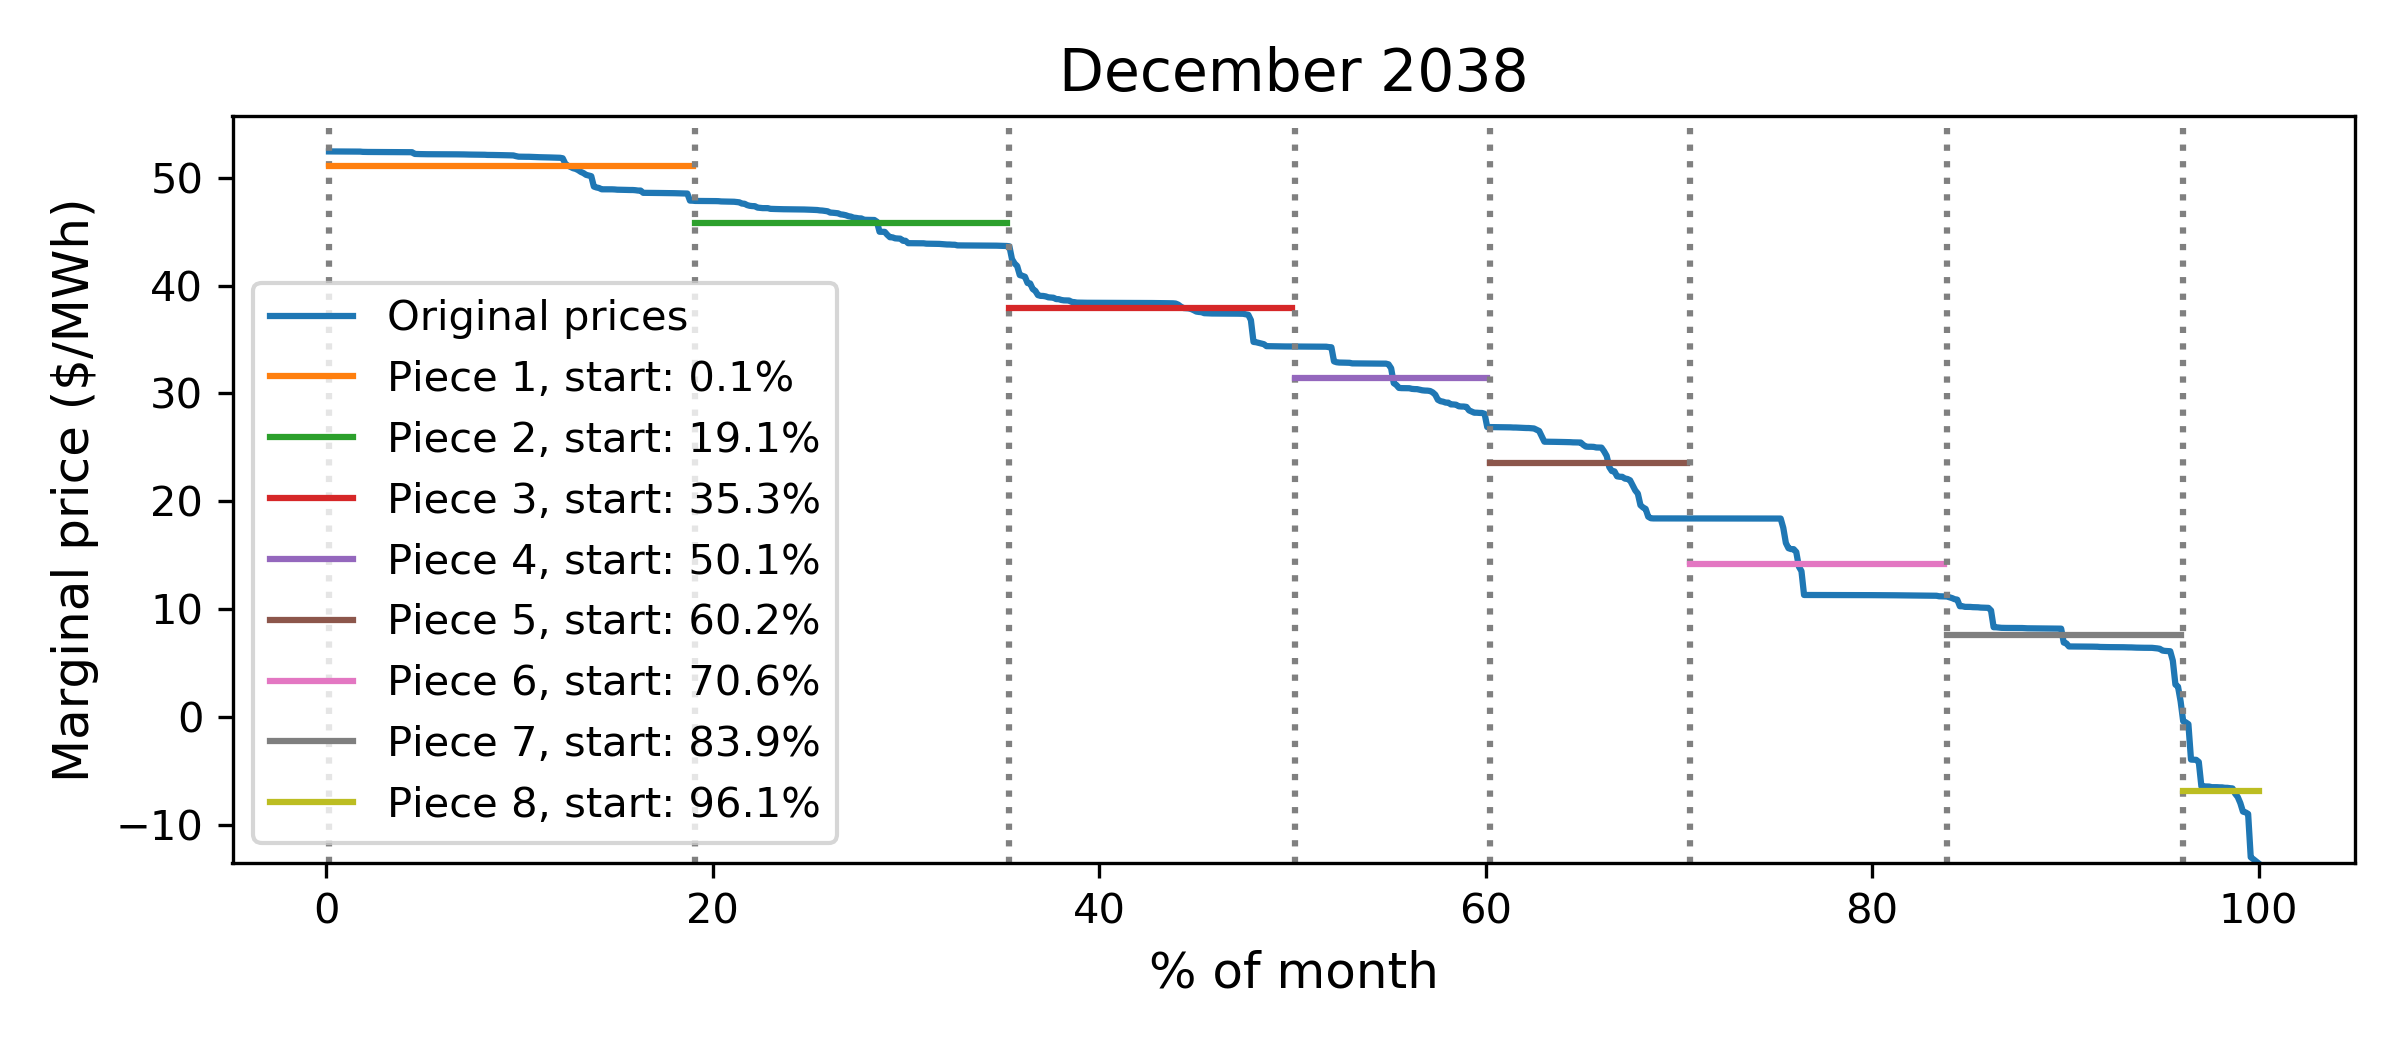 December 2038
Marginal price ($/MWh)
50
40
30
20
10
0
−10
Original prices
Piece 1, start: 0.1%
Piece 2, start: 19.1%
Piece 3, start: 35.3%
Piece 4, start: 50.1%
Piece 5, start: 60.2%
Piece 6, start: 70.6%
Piece 7, start: 83.9%
Piece 8, start: 96.1%
0 20 40 60 80 100
% of month